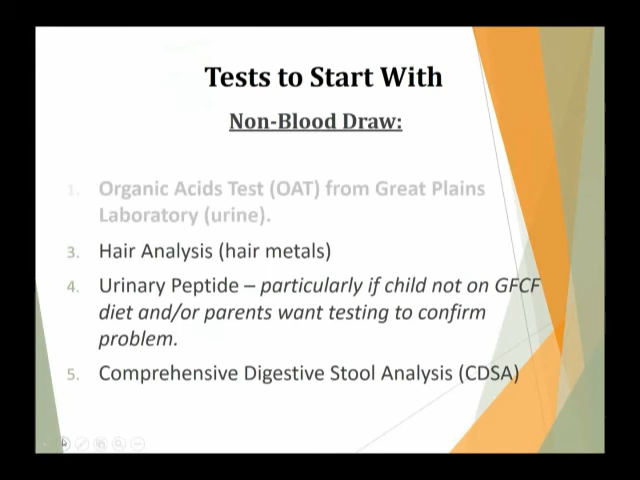 Tests to Start With
Non-Blood Draw:
1. Organic Acids Test (OAT) from Great Plains
Laboratory (urine).
3. Hair Analysis (hair metals)
4. Urinary Peptide – particularly if child not on GFCF
diet and/or parents want testing to confirm
problem.
5. Comprehensive Digestive Stool Analysis (CDSA)